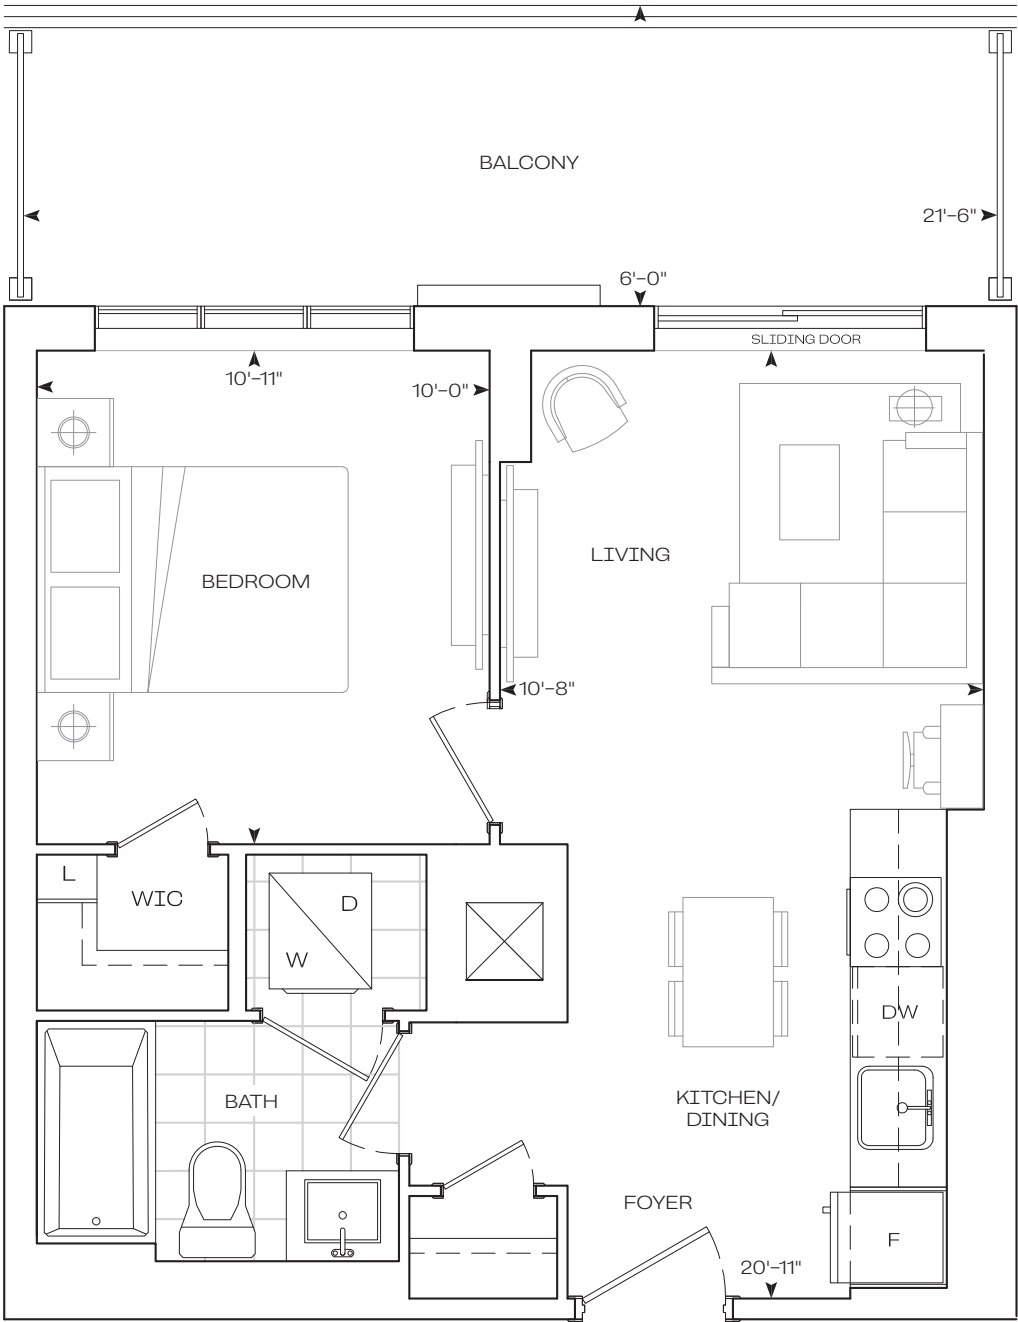 BALCONY
21'-6"
6'-0"
SLIDING DOOR
10'-11"
10'-0"
LIVING
BEDROOM
10'-8"
L
WIC
D
W
DW
BATH
KITCHEN/
DINING
FOYER
F
20'-11"